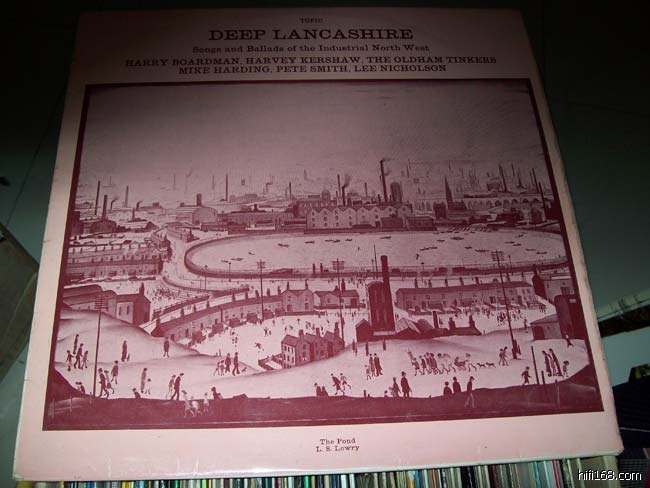 TOPIC
DEEP LANCASHIRE
Songs and Ballads of the Industrial North West
HARRY BOARDMAN, HARVEY KERSHAW, THE OLDHAM TINKERS
MIKE HARDING, PETE SMITH, LEE NICHOLSON
The Pond
L. S. Lowry
hifi168.com